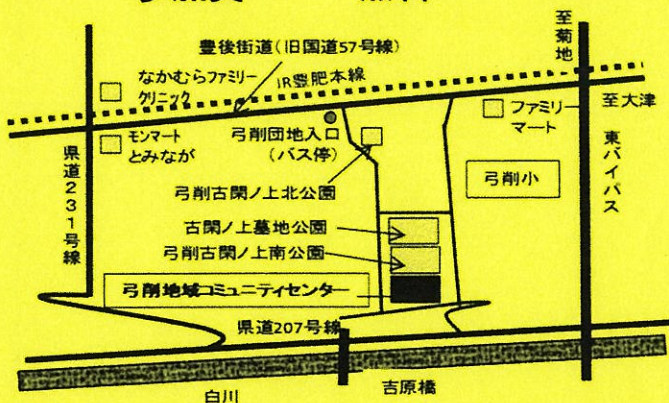 至菊地
豊後街道(旧国道57号線)
なかむらファミリー
クリニック
JR豊肥本線
ファミリー
マート
至大津
モンマート
とみなが
弓削団地入口
(バス停)
県道231号線
東バイパス
弓削小
弓削古閑ノ上北公園
古閑ノ上墓地公園
弓削古閑ノ上南公園
弓削地域コミュニティセンター
県道207号線
白川
吉原橋